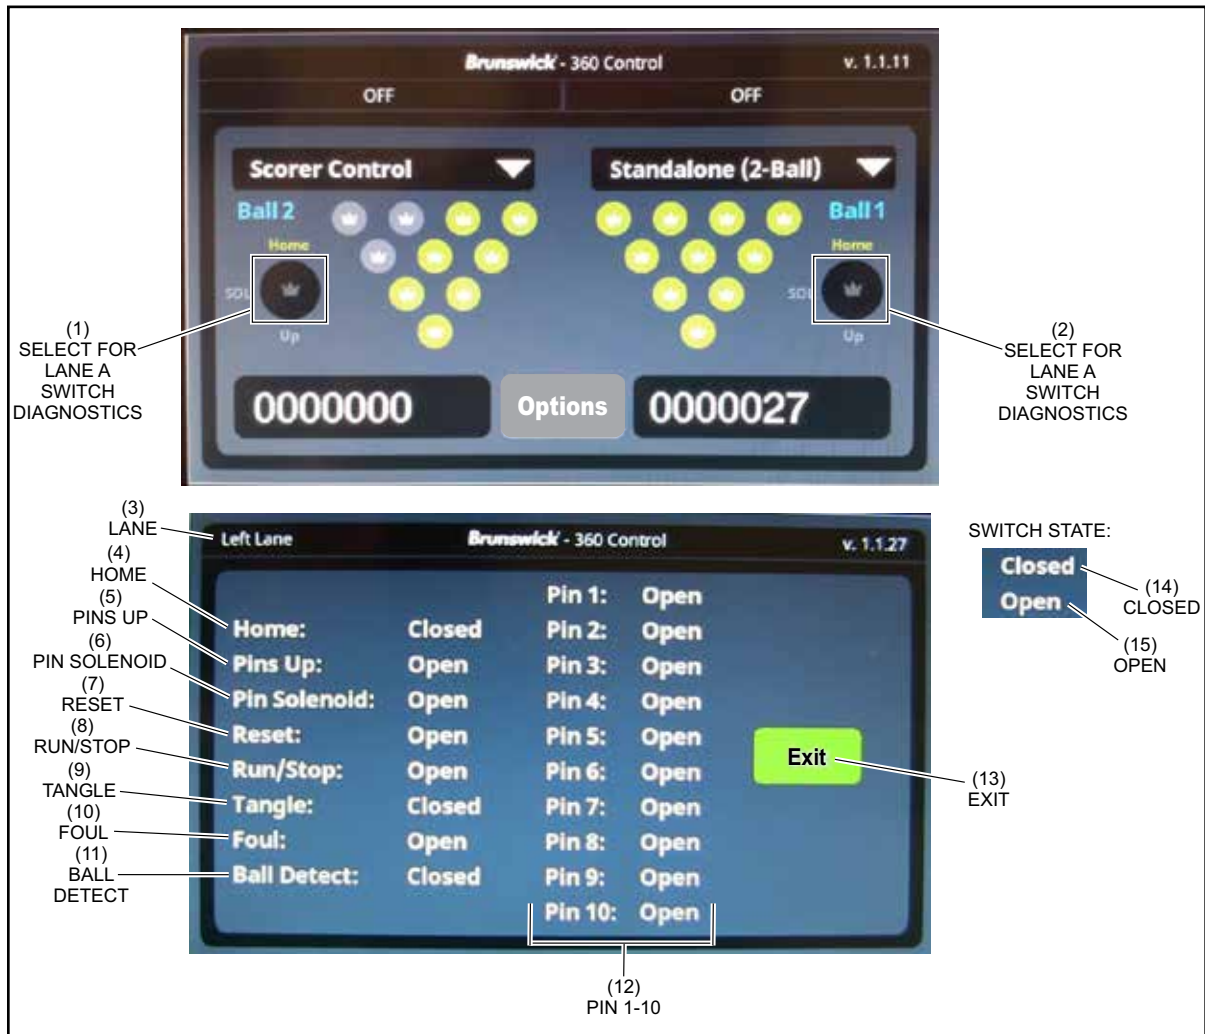 Brunswick - 360 Control
v. 1.1.11
OFF
OFF
Scorer Control
Standalone (2-Ball)
Ball 2
Ball 1
Home
Home
SOL
SOL
Up
Up
(1)
SELECT FOR
LANE A
SWITCH
DIAGNOSTICS
(2)
SELECT FOR
LANE A
SWITCH
DIAGNOSTICS
0000000
Options
0000027
(3)
LANE
Left Lane
Brunswick - 360 Control
v. 1.1.27
(4)
HOME
(5)
PINS UP
(6)
PIN SOLENOID
(7)
RESET
(8)
RUN/STOP
(9)
TANGLE
(10)
FOUL
(11)
BALL
DETECT
Home: Closed
Pins Up: Open
Pin Solenoid: Open
Reset: Open
Run/Stop: Open
Tangle: Closed
Foul: Open
Ball Detect: Closed
Pin 1: Open
Pin 2: Open
Pin 3: Open
Pin 4: Open
Pin 5: Open
Pin 6: Open
Pin 7: Open
Pin 8: Open
Pin 9: Open
Pin 10: Open
Exit
(13)
EXIT
SWITCH STATE:
Closed
Open
(14)
CLOSED
(15)
OPEN
(12)
PIN 1-10